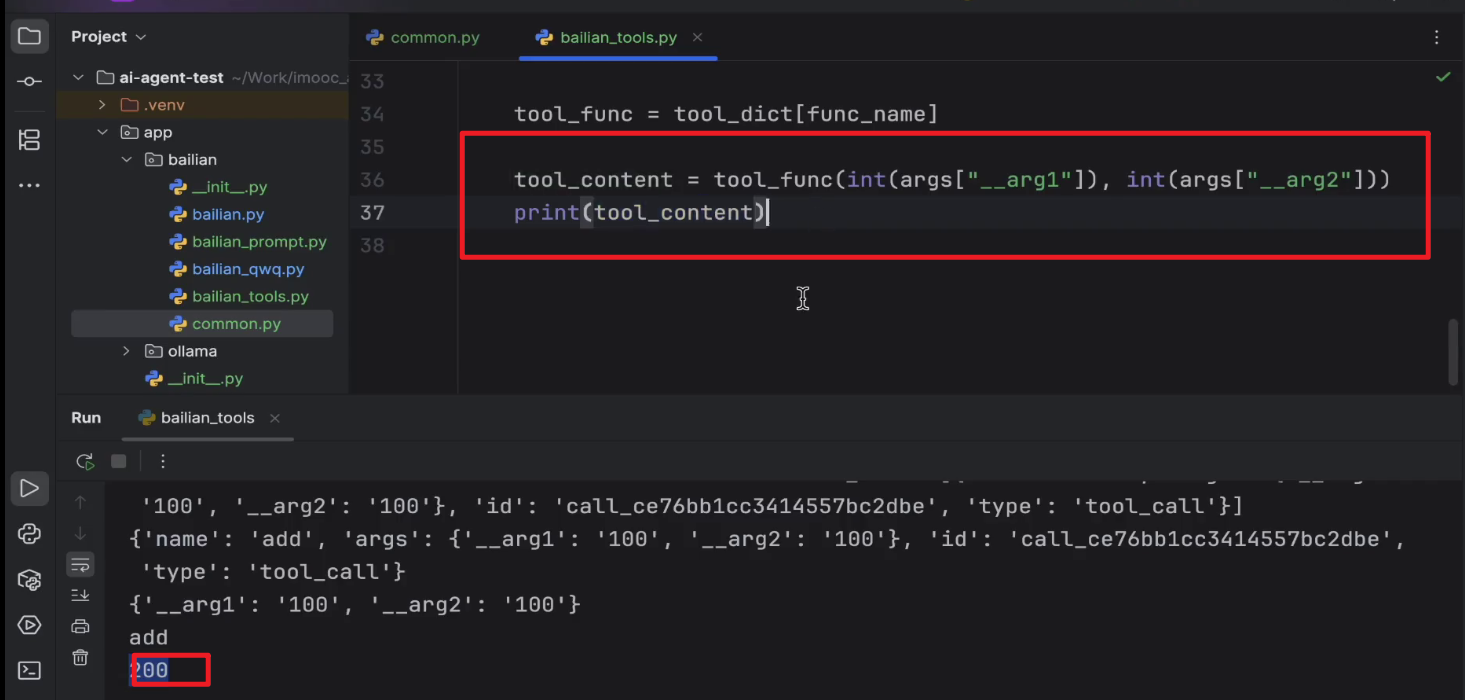 Project
common.py
bailian_tools.py
ai-agent-test ~/Work/imooc_
.venv
app
bailian
__init__.py
bailian.py
bailian_prompt.py
bailian_qwq.py
bailian_tools.py
common.py
ollama
__init__.py
33
34 tool_func = tool_dict[func_name]
35
36 tool_content = tool_func(int(args["__arg1"]), int(args["__arg2"]))
37 print(tool_content)
38
Run bailian_tools
'100', '__arg2': '100'}, 'id': 'call_ce76bb1cc3414557bc2dbe', 'type': 'tool_call'}]
{'name': 'add', 'args': {'__arg1': '100', '__arg2': '100'}, 'id': 'call_ce76bb1cc3414557bc2dbe',
'type': 'tool_call'}
{'__arg1': '100', '__arg2': '100'}
add
200